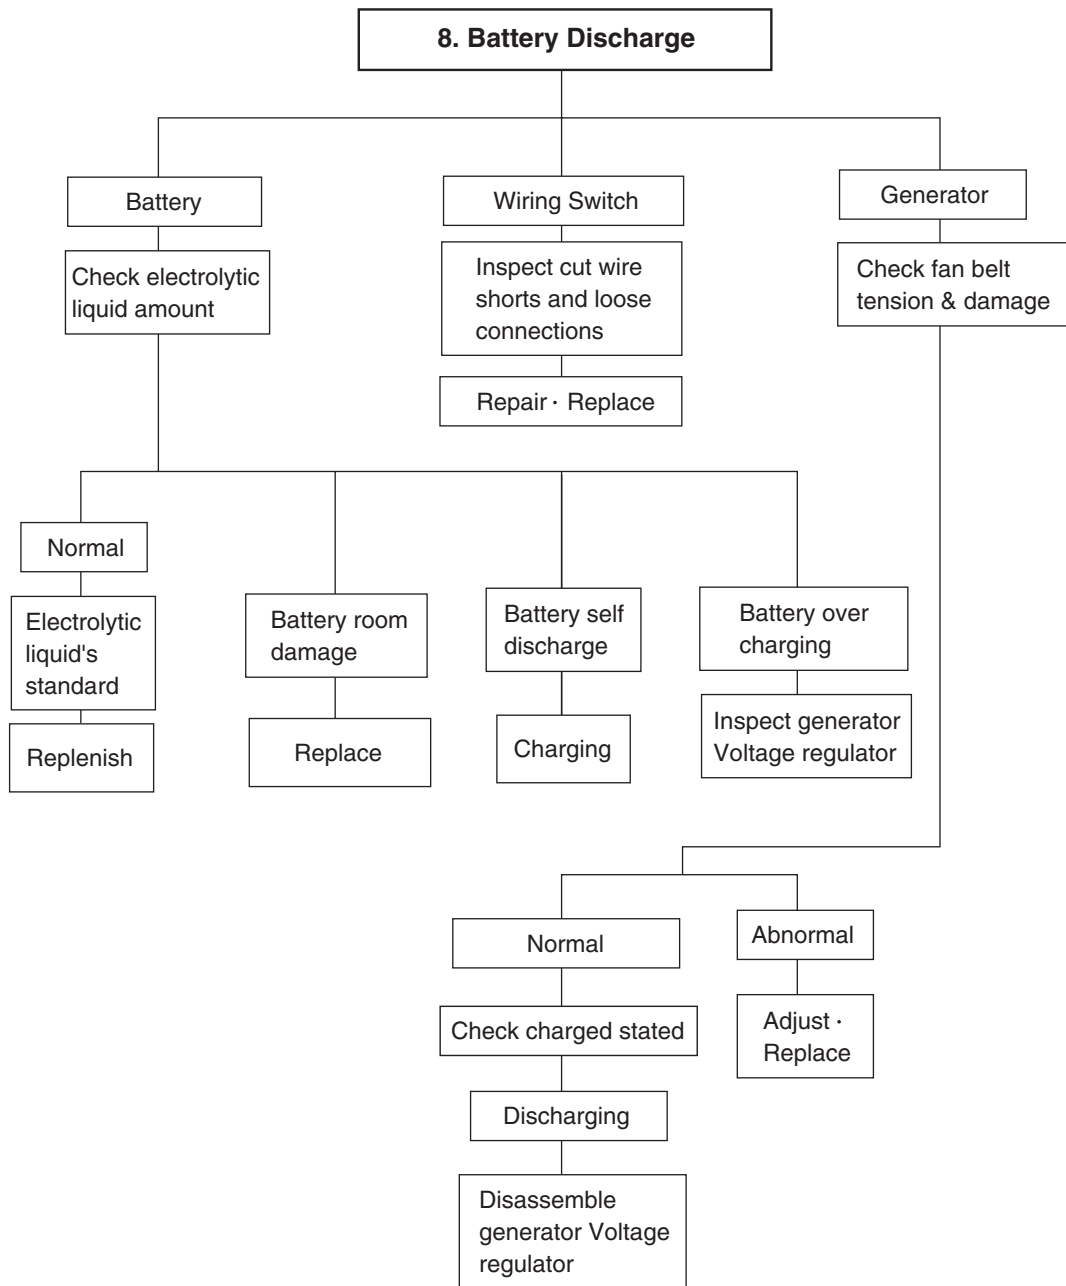 8. Battery Discharge
Battery
Wiring Switch
Generator
Check electrolytic
liquid amount
Inspect cut wire
shorts and loose
connections
Check fan belt
tension & damage
Repair · Replace
Normal
Electrolytic
liquid's
standard
Replenish
Battery room
damage
Replace
Battery self
discharge
Charging
Battery over
charging
Inspect generator
Voltage regulator
Normal
Abnormal
Check charged stated
Adjust ·
Replace
Discharging
Disassemble
generator Voltage
regulator